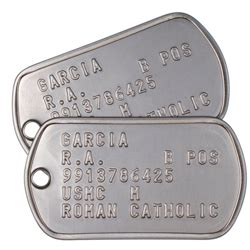 GARCIA B POS
R.A.
9913786425
M
CATHOLIC
GARCIA
R.A. B POS
9913786425
USMC M
ROMAN CATHOLIC